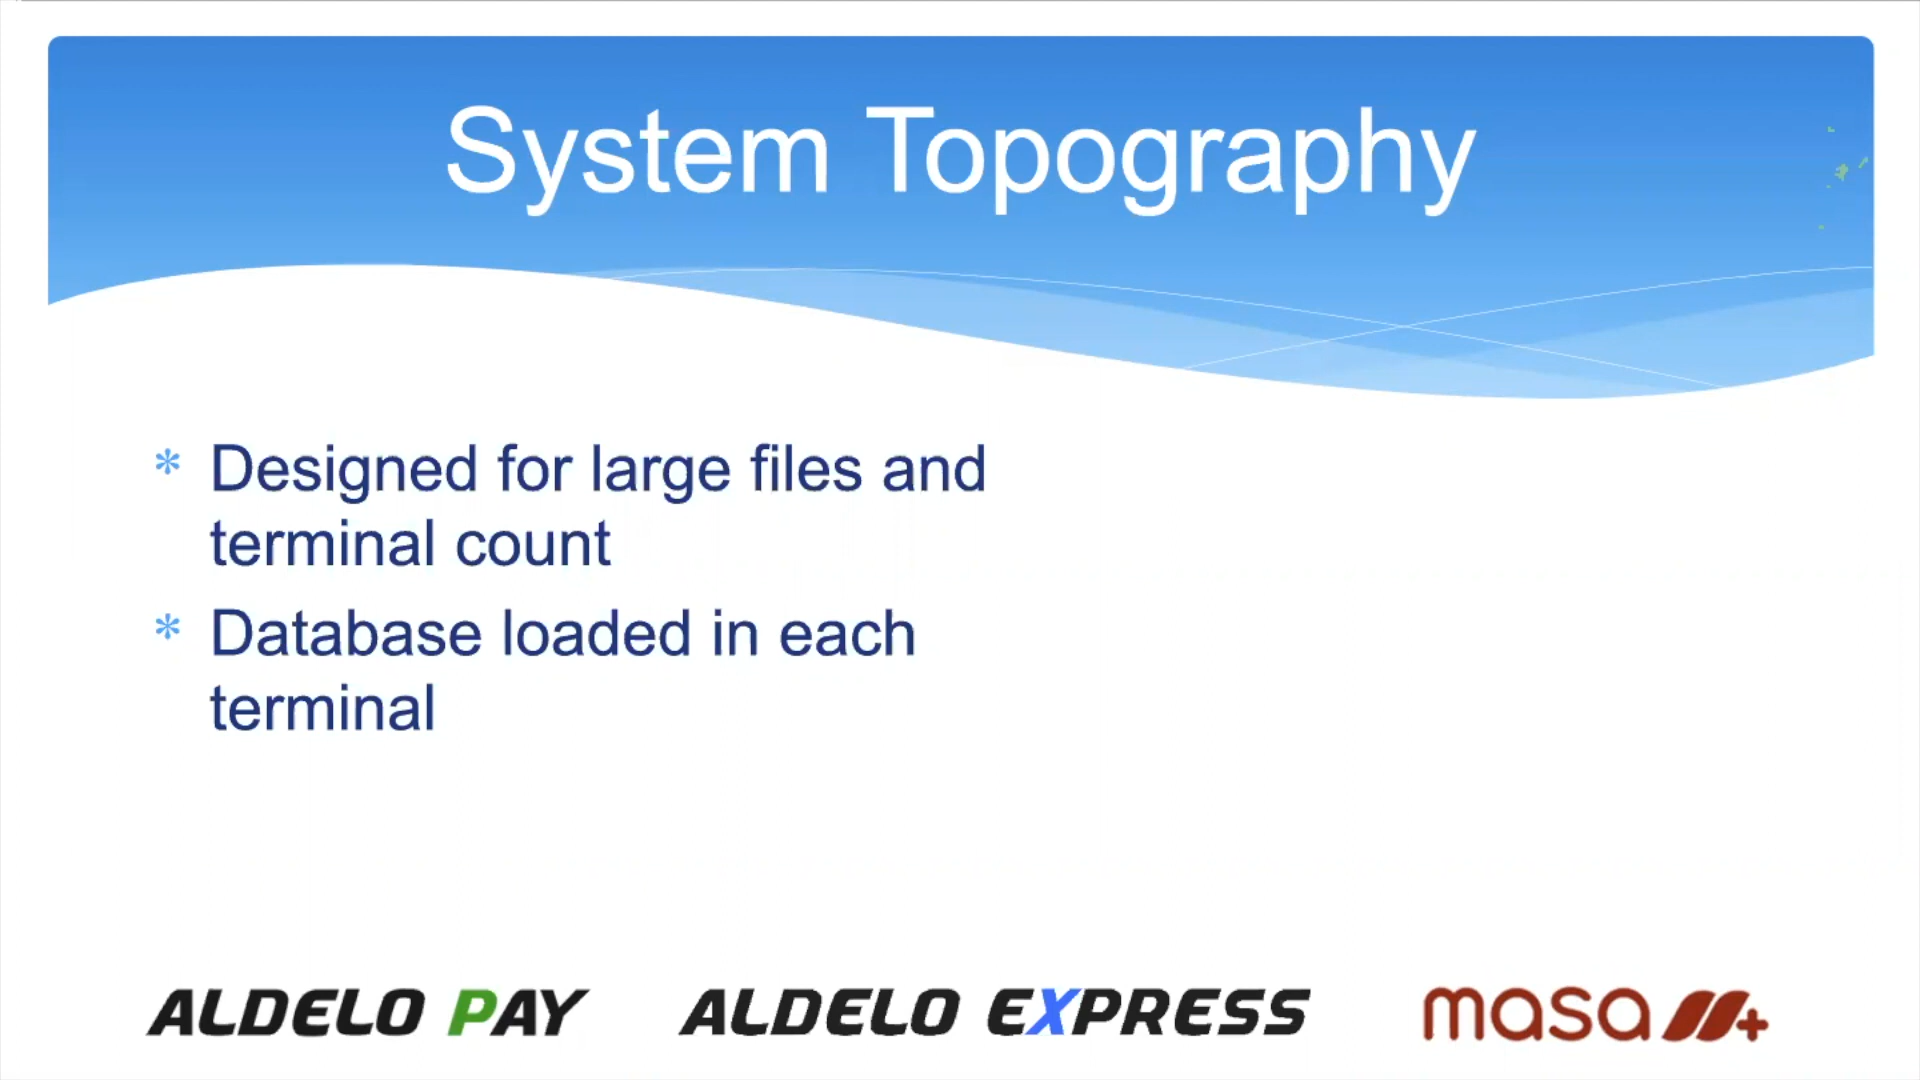 System Topography
* Designed for large files and
terminal count
* Database loaded in each
terminal
ALDELO PAY ALDELO EXPRESS masa